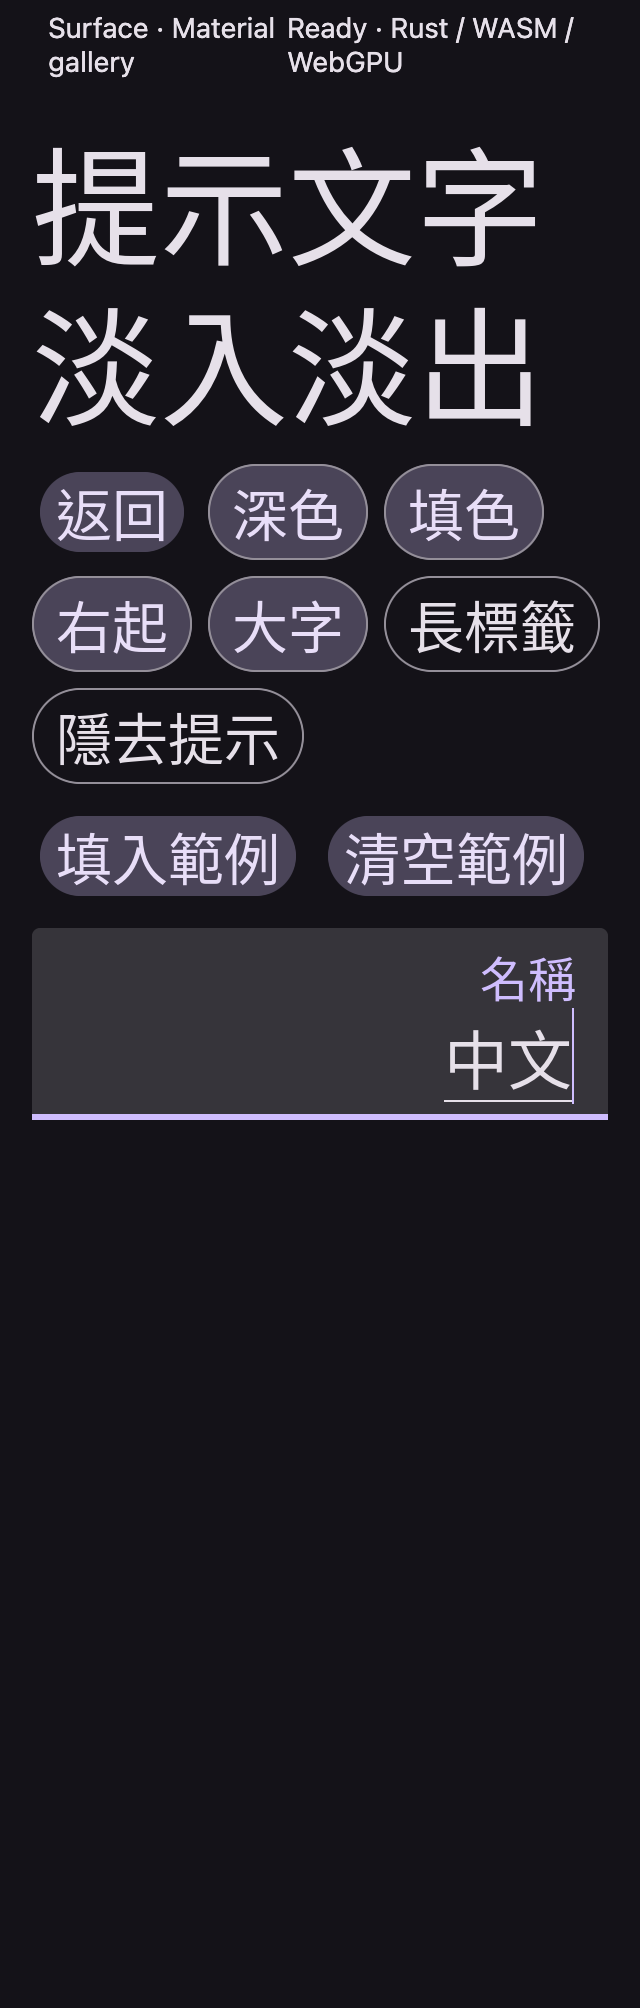 Surface · Material gallery
Ready · Rust / WASM / WebGPU
提示文字
淡入淡出
返回 深色 填色
右起 大字 長標籤
隱去提示
填入範例 清空範例
名稱
中文